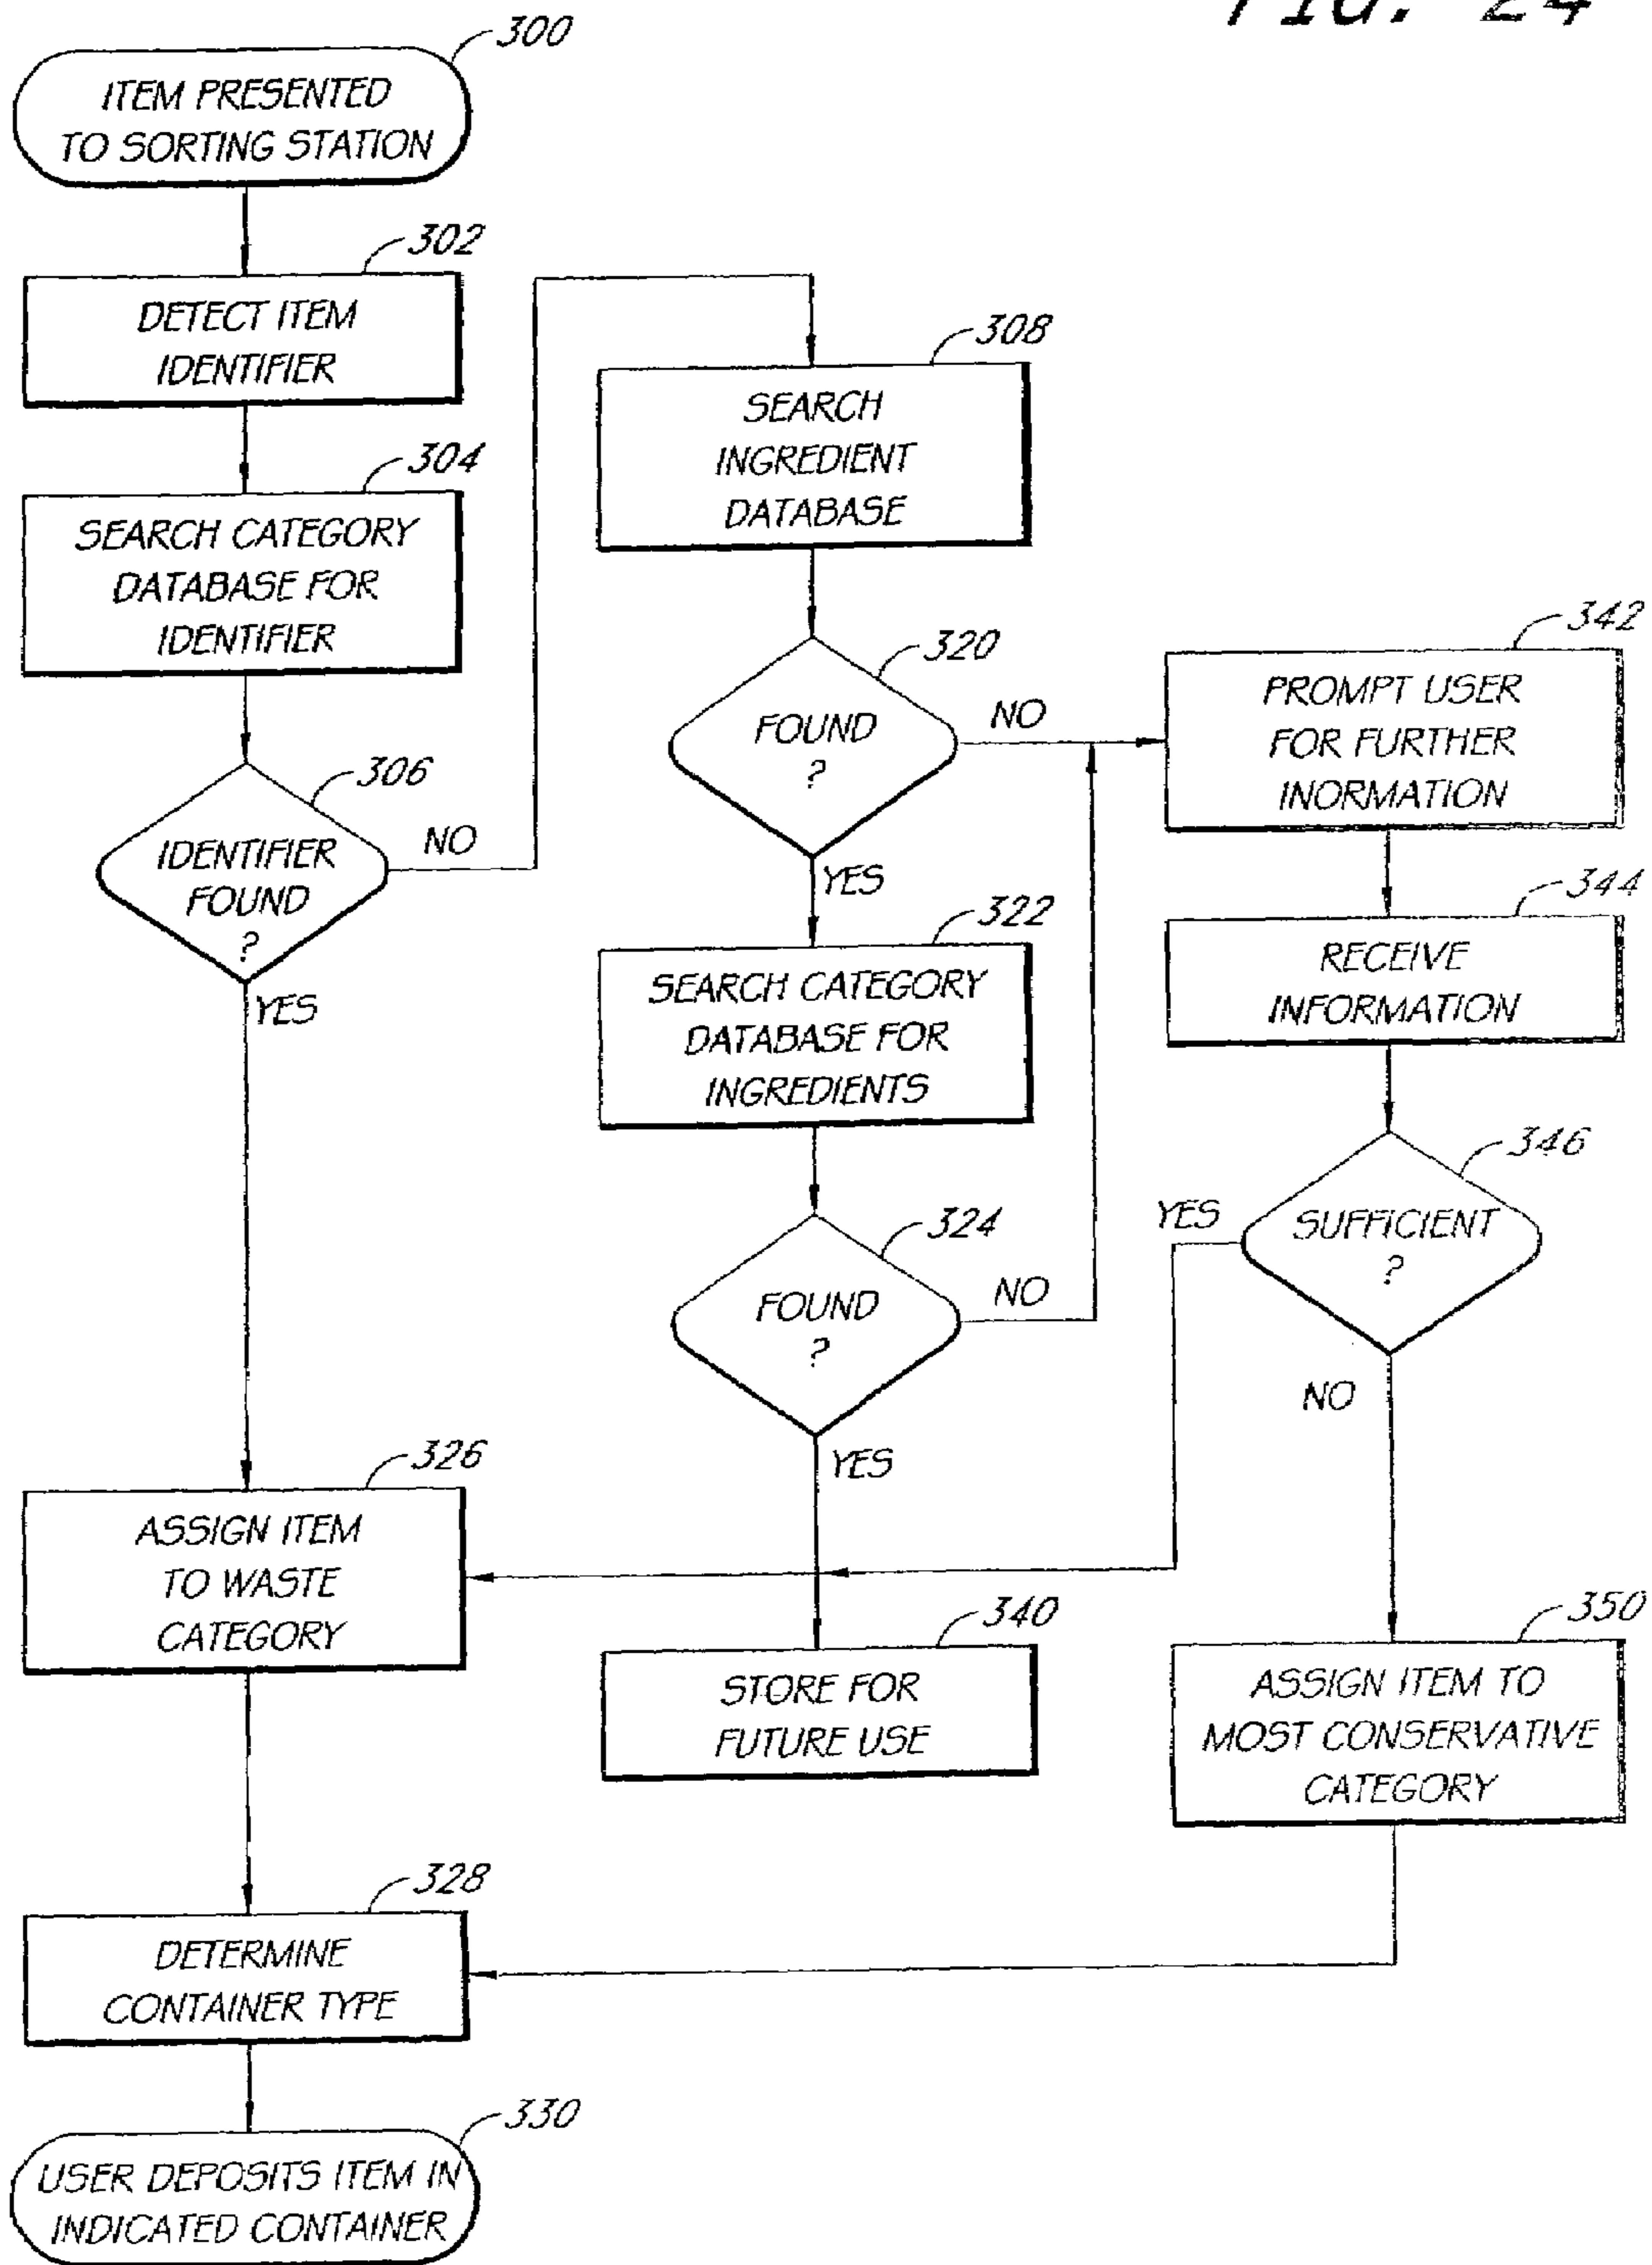 FIG. 24
300
ITEM PRESENTED
TO SORTING STATION
302
DETECT ITEM
IDENTIFIER
304
SEARCH CATEGORY
DATABASE FOR
IDENTIFIER
306
IDENTIFIER
FOUND
?
NO
YES
308
SEARCH
INGREDIENT
DATABASE
320
FOUND
?
NO
YES
322
SEARCH CATEGORY
DATABASE FOR
INGREDIENTS
324
FOUND
?
NO
YES
342
PROMPT USER
FOR FURTHER
INORMATION
344
RECEIVE
INFORMATION
346
SUFFICIENT
?
YES
NO
326
ASSIGN ITEM
TO WASTE
CATEGORY
340
STORE FOR
FUTURE USE
350
ASSIGN ITEM TO
MOST CONSERVATIVE
CATEGORY
328
DETERMINE
CONTAINER TYPE
330
USER DEPOSITS ITEM IN
INDICATED CONTAINER